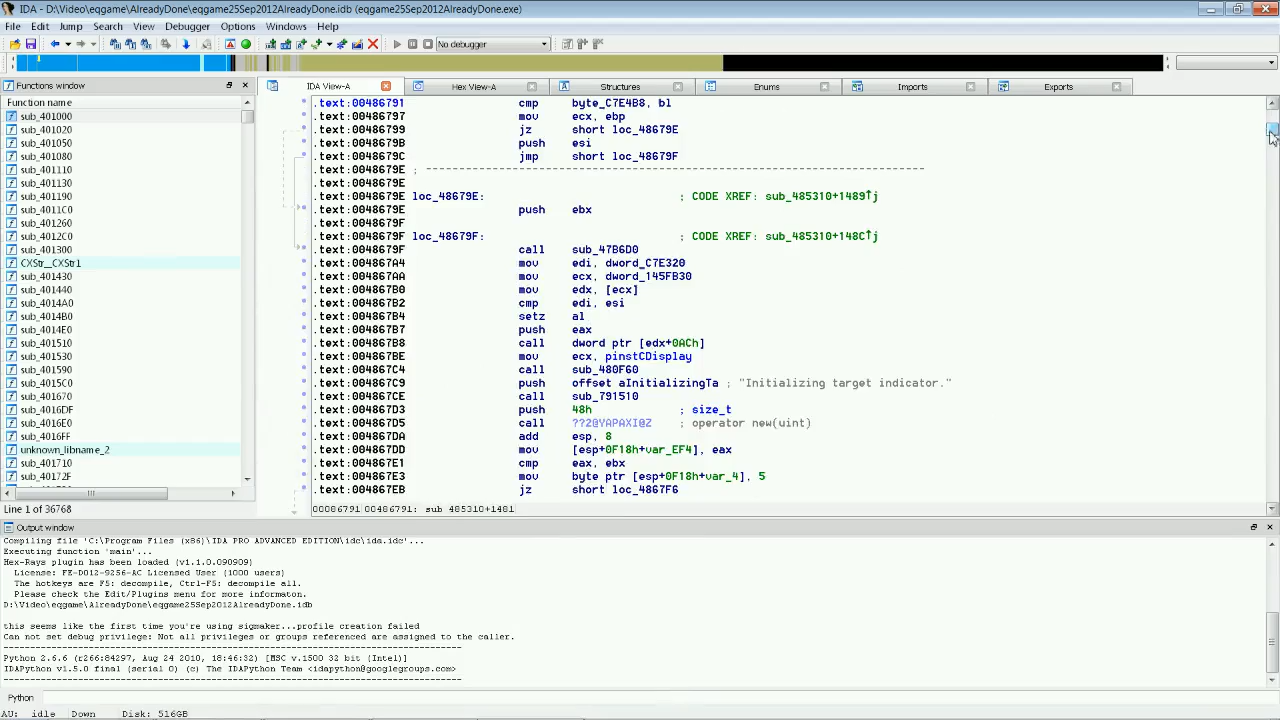 IDA - D:\Video\eqgame\AlreadyDone\eqgame25Sep2012AlreadyDone.idb (eqgame25Sep2012AlreadyDone.exe)
File Edit Jump Search View Debugger Options Windows Help
No debugger
Functions window
IDA View-A
Hex View-A
Structures
Enums
Imports
Exports
Function name
sub_401000
sub_401020
sub_401050
sub_401080
sub_401110
sub_401130
sub_401190
sub_4011C0
sub_401260
sub_4012C0
sub_401300
CXStr__CXStr1
sub_401430
sub_401440
sub_4014A0
sub_4014B0
sub_4014E0
sub_401510
sub_401530
sub_401590
sub_4015C0
sub_401670
sub_4016DF
sub_4016E0
sub_4016FF
unknown_libname_2
sub_401710
sub_40172F
Line 1 of 36768
.text:00486791 cmp byte_C7E4B8, bl
.text:00486797 mov ecx, ebp
.text:00486799 jz short loc_48679E
.text:0048679B push esi
.text:0048679C jmp short loc_48679F
.text:0048679E ; ---------------------------------------------------------------------------
.text:0048679E
.text:0048679E loc_48679E: ; CODE XREF: sub_485310+1489↑j
.text:0048679E push ebx
.text:0048679F
.text:0048679F loc_48679F: ; CODE XREF: sub_485310+148C↑j
.text:0048679F call sub_47B6D0
.text:004867A4 mov edi, dword_C7E320
.text:004867AA mov ecx, dword_145FB30
.text:004867B0 mov edx, [ecx]
.text:004867B2 cmp edi, esi
.text:004867B4 setz al
.text:004867B7 push eax
.text:004867B8 call dword ptr [edx+0ACh]
.text:004867BE mov ecx, pinstCDisplay
.text:004867C4 call sub_480F60
.text:004867C9 push offset aInitializingTa ; "Initializing target indicator."
.text:004867CE call sub_791510
.text:004867D3 push 48h ; size_t
.text:004867D5 call ??2@YAPAXI@Z ; operator new(uint)
.text:004867DA add esp, 8
.text:004867DD mov [esp+0F18h+var_EF4], eax
.text:004867E1 cmp eax, ebx
.text:004867E3 mov byte ptr [esp+0F18h+var_4], 5
.text:004867EB jz short loc_4867F6
00086791 00486791: sub_485310+1481
Output window
Compiling file 'C:\Program Files (x86)\IDA PRO ADVANCED EDITION\idc\ida.idc'...
Executing function 'main'...
Hex-Rays plugin has been loaded (v1.1.0.090909)
License: FE-D012-9256-AC Licensed User (1000 users)
The hotkeys are F5: decompile, Ctrl-F5: decompile all.
Please check the Edit/Plugins menu for more informaton.
D:\Video\eqgame\AlreadyDone\eqgame25Sep2012AlreadyDone.idb
this seems like the first time you're using sigmaker...profile creation failed
Can not set debug privilege: Not all privileges or groups referenced are assigned to the caller.
Python 2.6.6 (r266:84297, Aug 24 2010, 18:46:32) [MSC v.1500 32 bit (Intel)]
IDAPython v1.5.0 final (serial 0) (c) The IDAPython Team <idapython@googlegroups.com>
Python
AU: idle Down Disk: 516GB